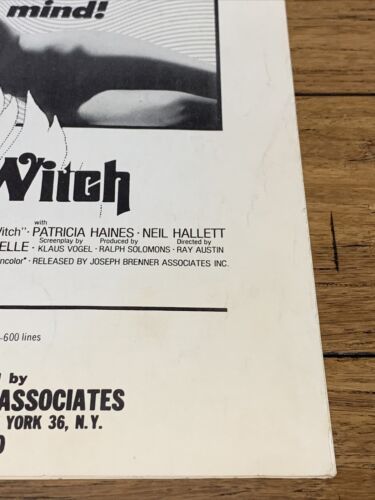 mind!
Witch
with
Vitch" · PATRICIA HAINES · NEIL HALLETT
Screenplay by Produced by Directed by
ELLE · KLAUS VOGEL · RALPH SOLOMONS · RAY AUSTIN
ncolor® · RELEASED BY JOSEPH BRENNER ASSOCIATES INC.
-600 lines
by
ASSOCIATES
YORK 36, N.Y.